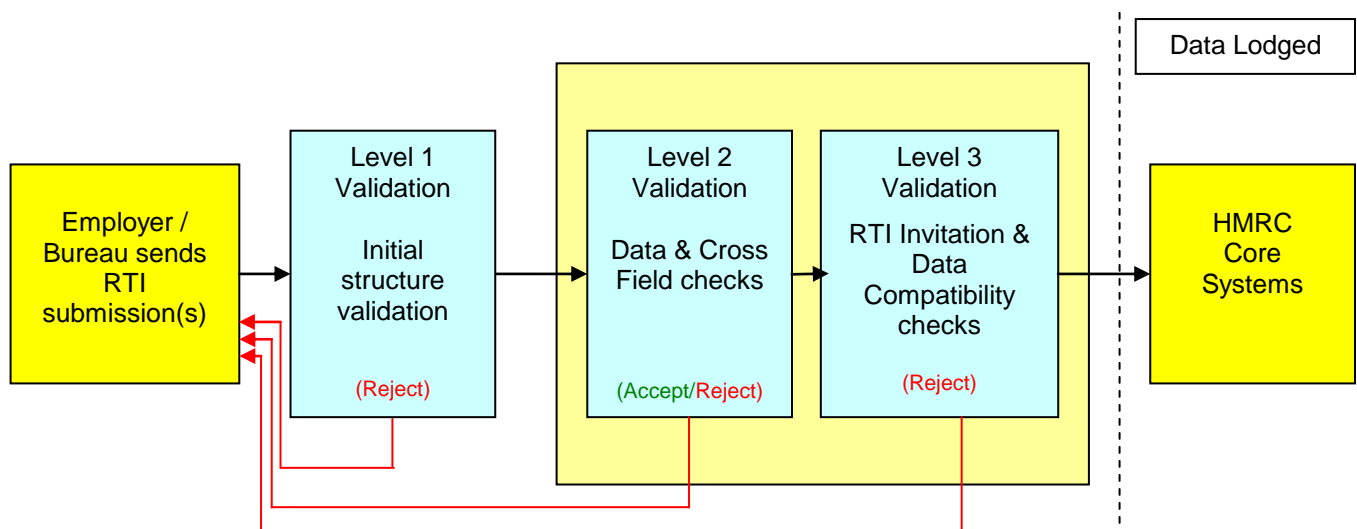 Data Lodged
Employer /
Bureau sends
RTI
submission(s)
Level 1
Validation
Initial
structure
validation
(Reject)
Level 2
Validation
Data & Cross
Field checks
(Accept/Reject)
Level 3
Validation
RTI Invitation &
Data
Compatibility
checks
(Reject)
HMRC
Core
Systems